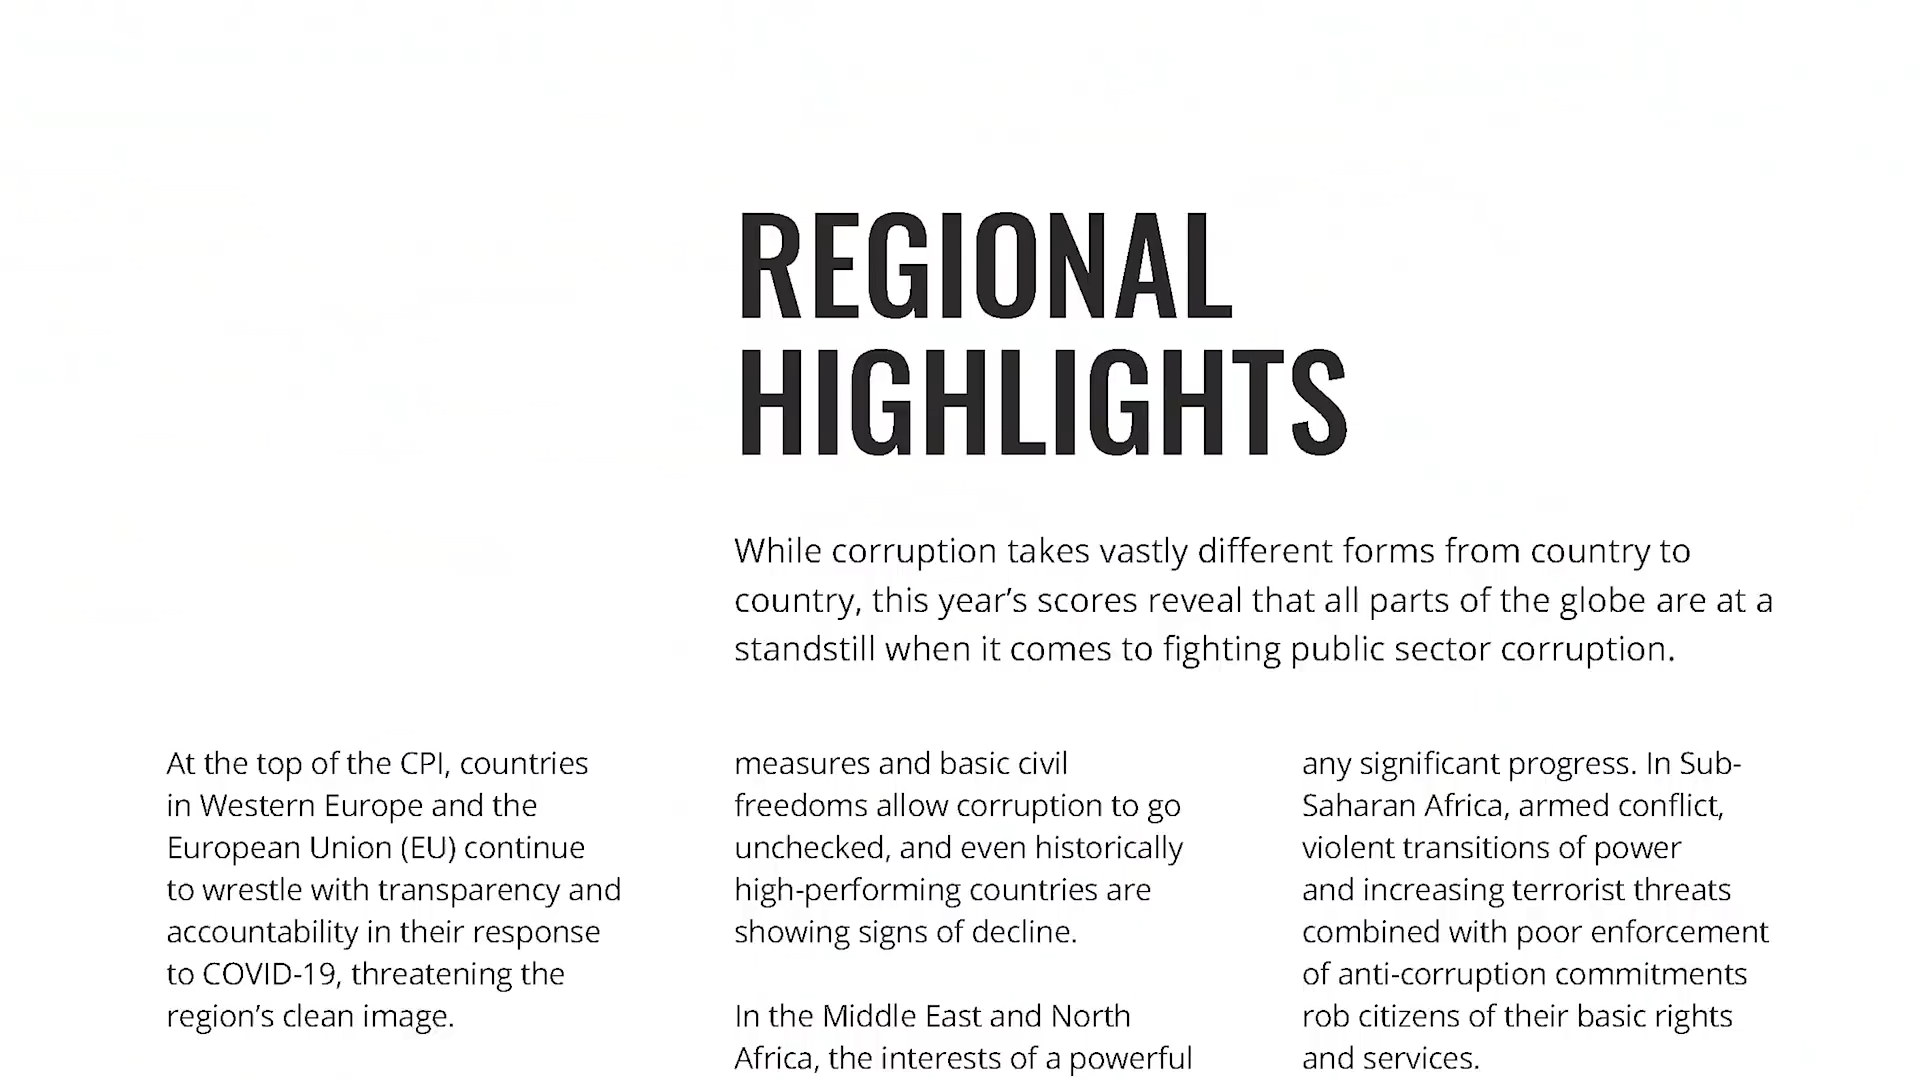 REGIONAL
HIGHLIGHTS
While corruption takes vastly different forms from country to
country, this year’s scores reveal that all parts of the globe are at a
standstill when it comes to fighting public sector corruption.
At the top of the CPI, countries
in Western Europe and the
European Union (EU) continue
to wrestle with transparency and
accountability in their response
to COVID-19, threatening the
region’s clean image.
measures and basic civil
freedoms allow corruption to go
unchecked, and even historically
high-performing countries are
showing signs of decline.
In the Middle East and North
Africa, the interests of a powerful
any significant progress. In Sub-
Saharan Africa, armed conflict,
violent transitions of power
and increasing terrorist threats
combined with poor enforcement
of anti-corruption commitments
rob citizens of their basic rights
and services.